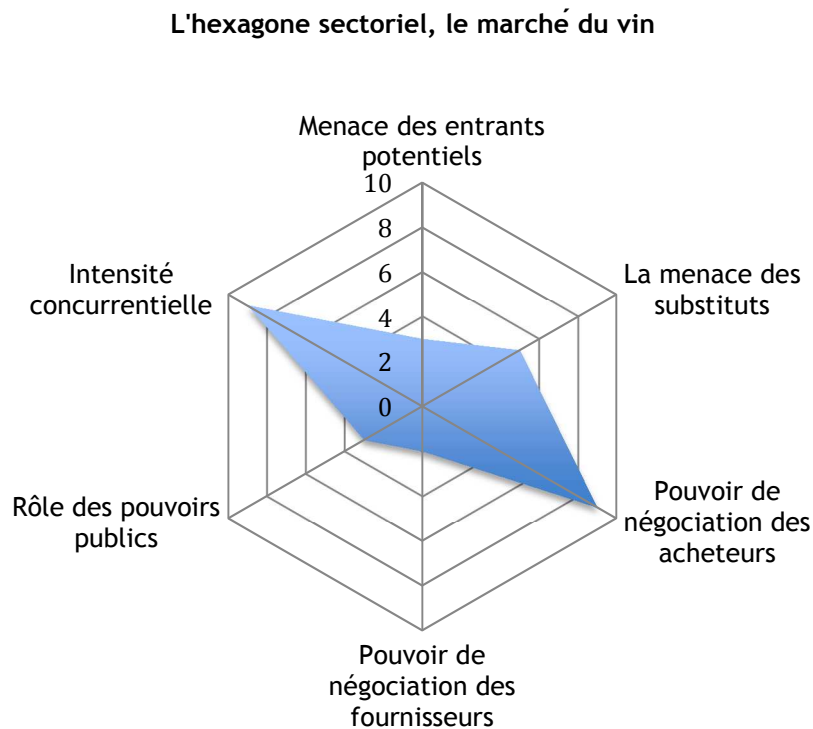 L'hexagone sectoriel, le marché du vin
Menace des entrants
potentiels
10
8
6
4
2
0
La menace des
substituts
Pouvoir de
négociation des
acheteurs
Pouvoir de
négociation des
fournisseurs
Rôle des pouvoirs
publics
Intensité
concurrentielle